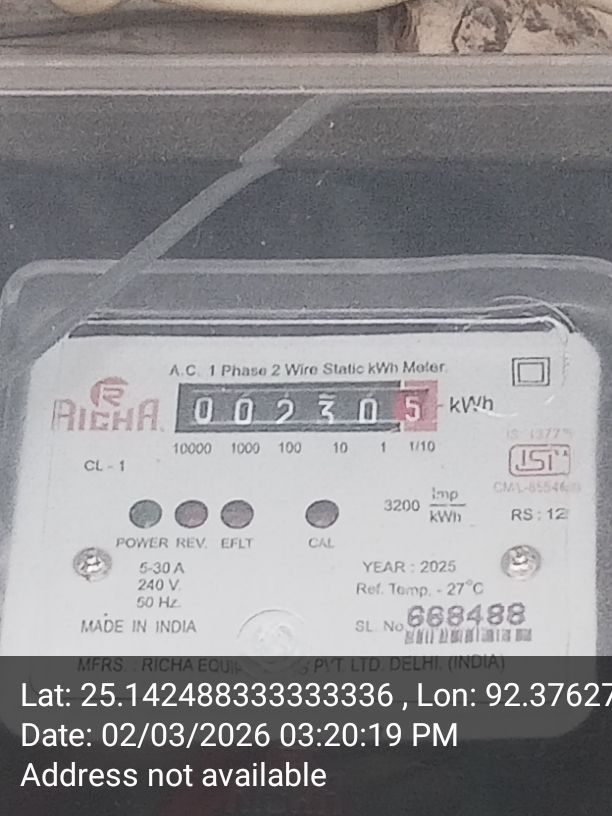 A.C. 1 Phase 2 Wire Static kWh Meter
RICHA
0 0 2 3 0 5 kWh
10000 1000 100 10 1 1/10
CL - 1
ISI
3200 Imp/kWh
RS : 12
POWER REV. EFLT CAL
5-30 A
240 V.
50 Hz.
YEAR : 2025
Ref. Temp. - 27°C
MADE IN INDIA
SL. No. 668488
MFRS. : RICHA PVT. LTD. DELHI. (INDIA)
Lat: 25.142488333333336 , Lon: 92.37627
Date: 02/03/2026 03:20:19 PM
Address not available